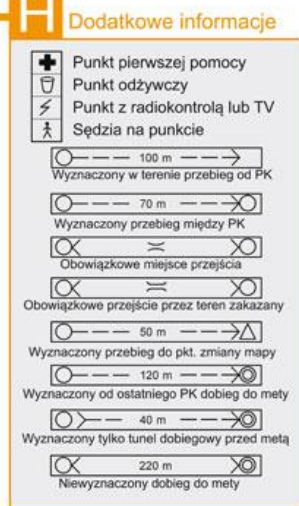 H Dodatkowe informacje
Punkt pierwszej pomocy
Punkt odżywczy
Punkt z radiokontrolą lub TV
Sędzia na punkcie
100 m
Wyznaczony w terenie przebieg od PK
70 m
Wyznaczony przebieg między PK
Obowiązkowe miejsce przejścia
Obowiązkowe przejście przez teren zakazany
50 m
Wyznaczony przebieg do pkt. zmiany mapy
120 m
Wyznaczony od ostatniego PK dobieg do mety
40 m
Wyznaczony tylko tunel dobiegowy przed metą
220 m
Niewyznaczony dobieg do mety